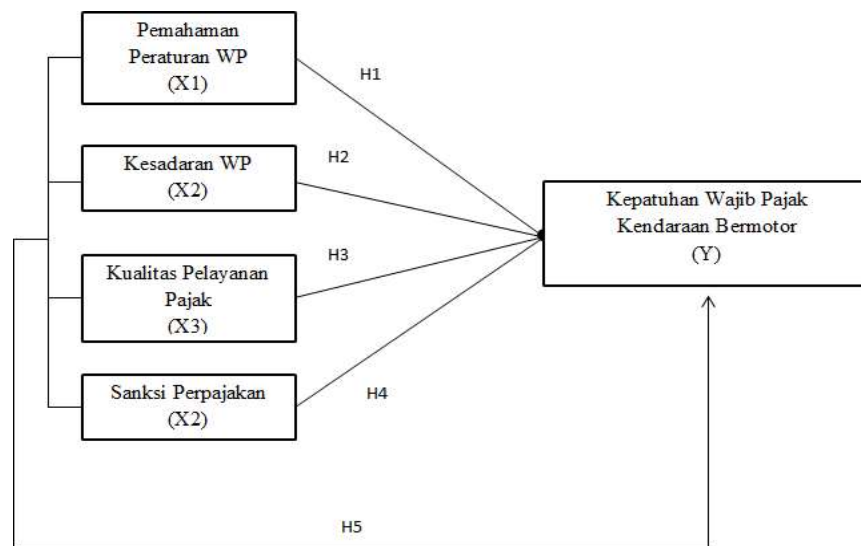 Pemahaman
Peraturan WP
(X1)
H1
Kesadaran WP
(X2)
H2
Kualitas Pelayanan
Pajak
(X3)
H3
Sanksi Perpajakan
(X2)
H4
Kepatuhan Wajib Pajak
Kendaraan Bermotor
(Y)
H5